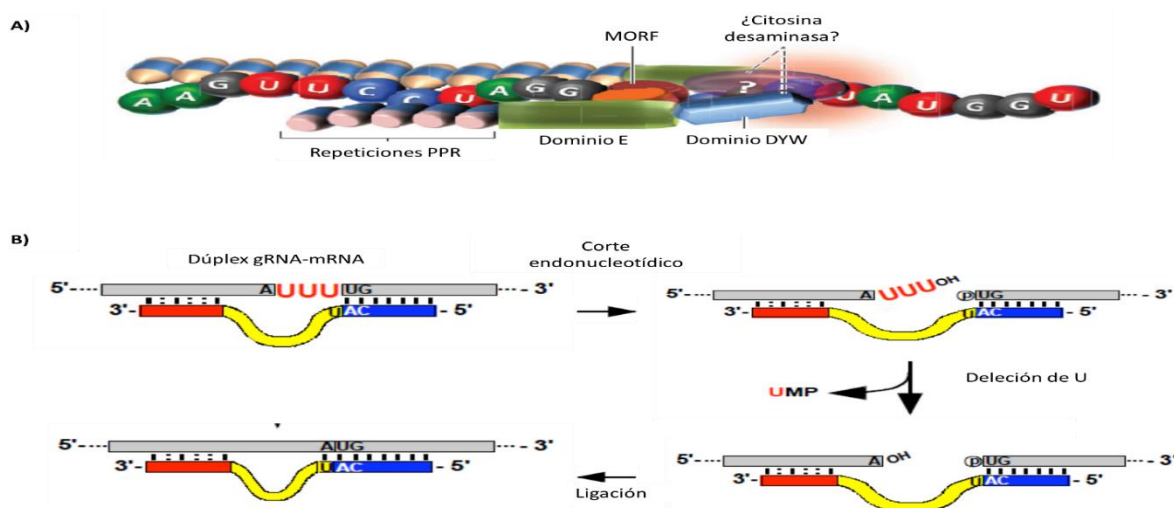 A)
¿Citosina
desaminasa?
MORF
A A G U U C C U A G G ? C U A U G G U
Repeticiones PPR
Dominio E
Dominio DYW
B)
Dúplex gRNA-mRNA
Corte
endonucleotídico
5'- A UUU UG - 3'
3'- U AC - 5'
5'- A UUU OH p UG - 3'
3'- U AC - 5'
Deleción de U
UMP
5'- A UG - 3'
3'- U AC - 5'
Ligación
5'- A OH p UG - 3'
3'- U AC - 5'